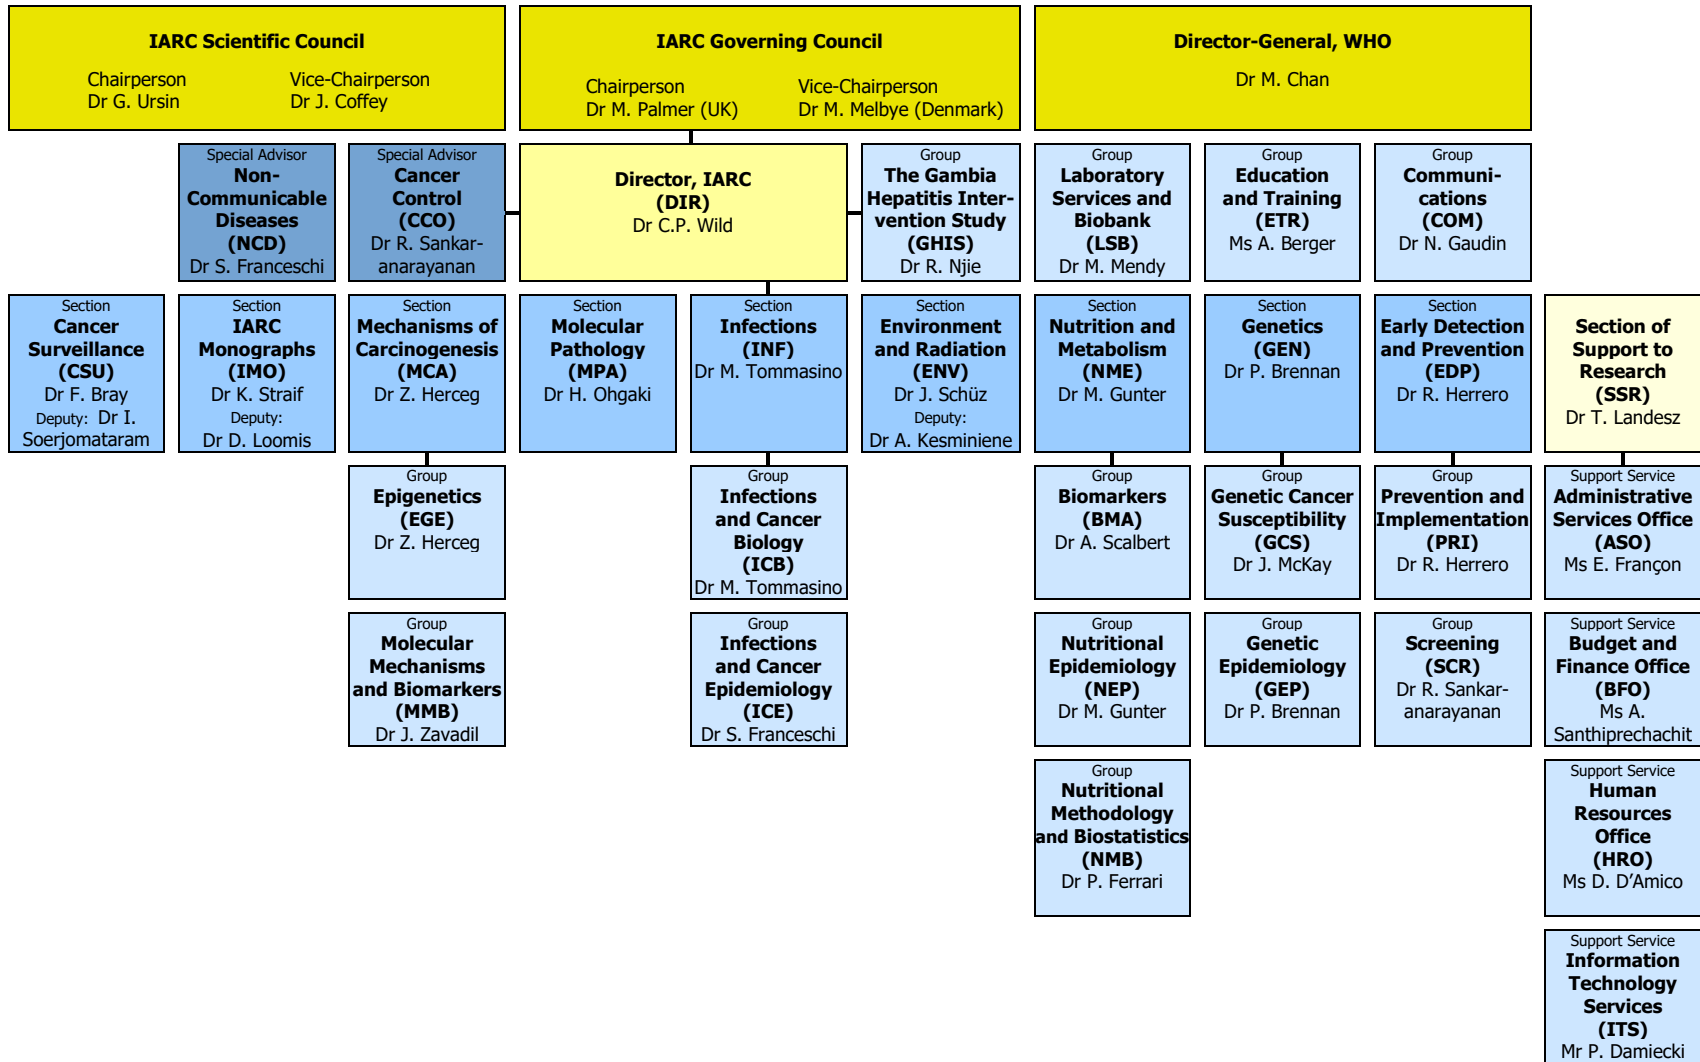 IARC Scientific Council
Chairperson
Dr G. Ursin
Vice-Chairperson
Dr J. Coffey
IARC Governing Council
Chairperson
Dr M. Palmer (UK)
Vice-Chairperson
Dr M. Melbye (Denmark)
Director-General, WHO
Dr M. Chan
Special Advisor
Non-
Communicable
Diseases
(NCD)
Dr S. Franceschi
Special Advisor
Cancer
Control
(CCO)
Dr R. Sankar-
anarayanan
Director, IARC
(DIR)
Dr C.P. Wild
Group
The Gambia
Hepatitis Inter-
vention Study
(GHIS)
Dr R. Njie
Group
Laboratory
Services and
Biobank
(LSB)
Dr M. Mendy
Group
Education
and Training
(ETR)
Ms A. Berger
Group
Communi-
cations
(COM)
Dr N. Gaudin
Section
Cancer
Surveillance
(CSU)
Dr F. Bray
Deputy: Dr I.
Soerjomataram
Section
IARC
Monographs
(IMO)
Dr K. Straif
Deputy:
Dr D. Loomis
Section
Mechanisms of
Carcinogenesis
(MCA)
Dr Z. Herceg
Section
Molecular
Pathology
(MPA)
Dr H. Ohgaki
Section
Infections
(INF)
Dr M. Tommasino
Section
Environment
and Radiation
(ENV)
Dr J. Schüz
Deputy:
Dr A. Kesminiene
Section
Nutrition and
Metabolism
(NME)
Dr M. Gunter
Section
Genetics
(GEN)
Dr P. Brennan
Section
Early Detection
and Prevention
(EDP)
Dr R. Herrero
Section of
Support to
Research
(SSR)
Dr T. Landesz
Group
Epigenetics
(EGE)
Dr Z. Herceg
Group
Infections
and Cancer
Biology
(ICB)
Dr M. Tommasino
Group
Biomarkers
(BMA)
Dr A. Scalbert
Group
Genetic Cancer
Susceptibility
(GCS)
Dr J. McKay
Group
Prevention and
Implementation
(PRI)
Dr R. Herrero
Support Service
Administrative
Services Office
(ASO)
Ms E. Françon
Group
Molecular
Mechanisms
and Biomarkers
(MMB)
Dr J. Zavadil
Group
Infections
and Cancer
Epidemiology
(ICE)
Dr S. Franceschi
Group
Nutritional
Epidemiology
(NEP)
Dr M. Gunter
Group
Genetic
Epidemiology
(GEP)
Dr P. Brennan
Group
Screening
(SCR)
Dr R. Sankar-
anarayanan
Support Service
Budget and
Finance Office
(BFO)
Ms A.
Santhiprechachit
Group
Nutritional
Methodology
and Biostatistics
(NMB)
Dr P. Ferrari
Support Service
Human
Resources
Office
(HRO)
Ms D. D’Amico
Support Service
Information
Technology
Services
(ITS)
Mr P. Damiecki